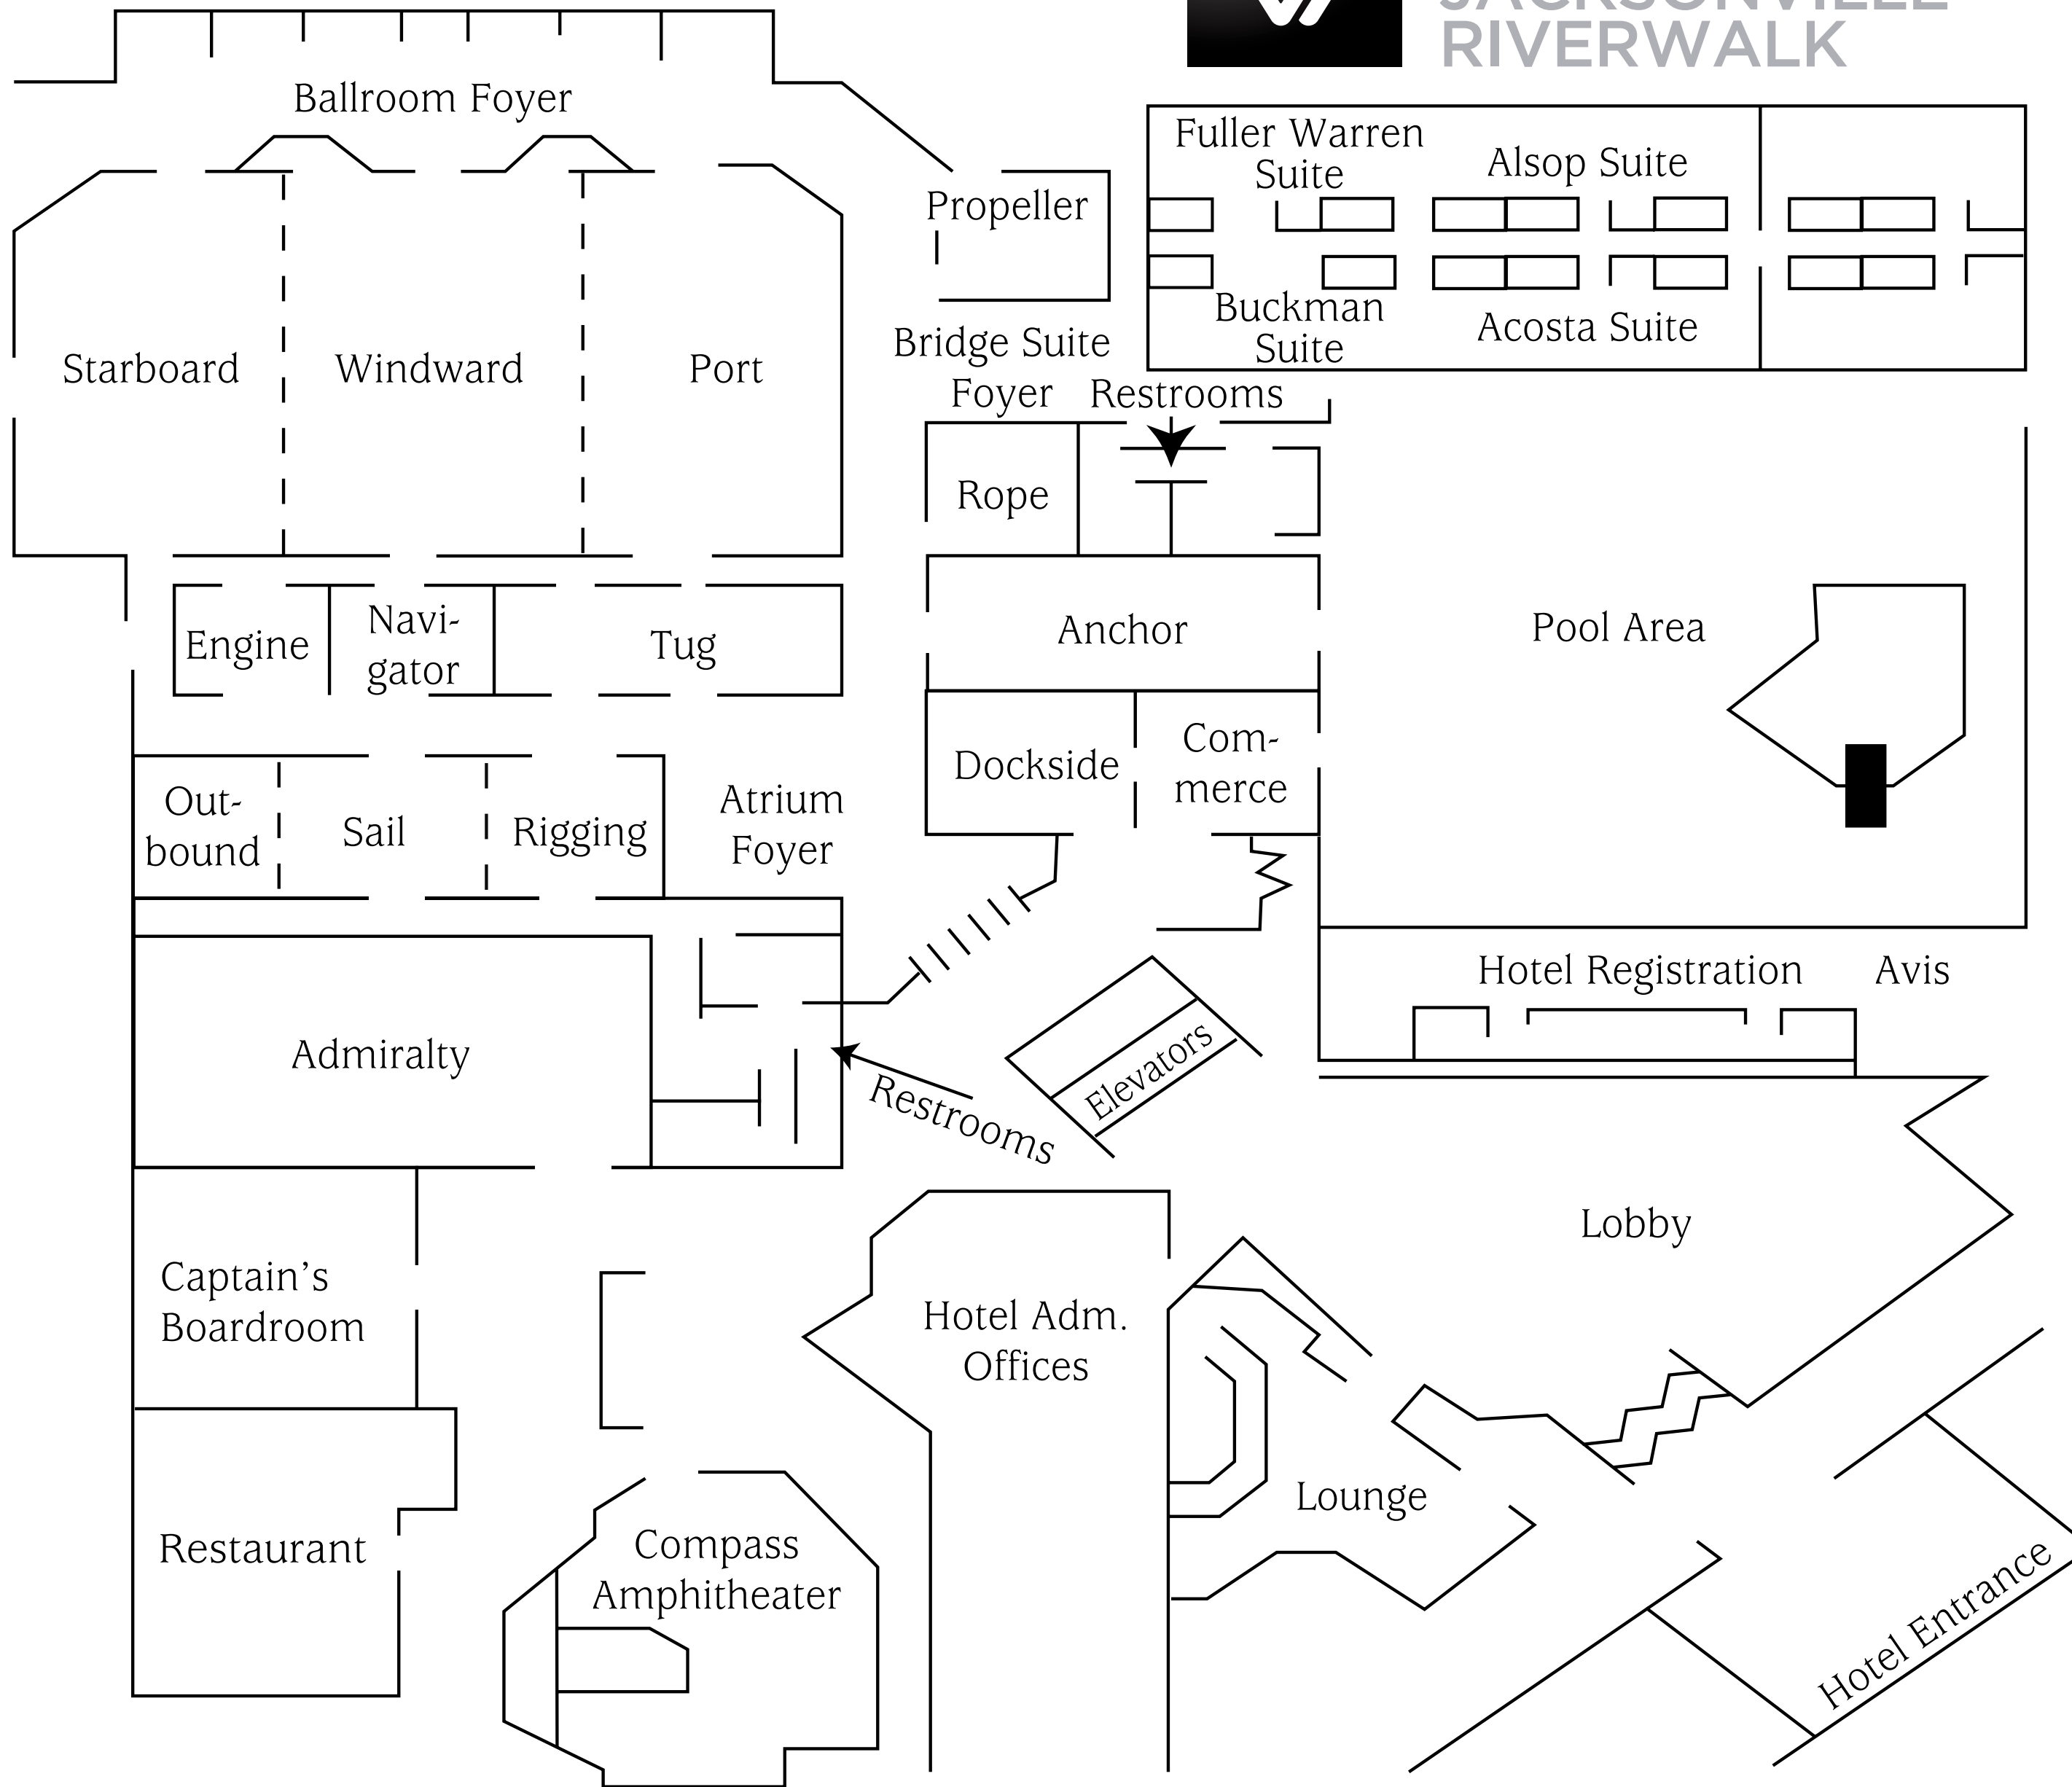 JACKSONVILLE
RIVERWALK
Ballroom Foyer
Fuller Warren
Suite
Alsop Suite
Propeller
Buckman
Suite
Acosta Suite
Bridge Suite
Foyer
Restrooms
Starboard
Windward
Port
Rope
Engine
Navi-
gator
Tug
Anchor
Pool Area
Dockside
Com-
merce
Out-
bound
Sail
Rigging
Atrium
Foyer
Hotel Registration
Avis
Admiralty
Elevators
Restrooms
Lobby
Captain's
Boardroom
Hotel Adm.
Offices
Lounge
Restaurant
Compass
Amphitheater
Hotel Entrance